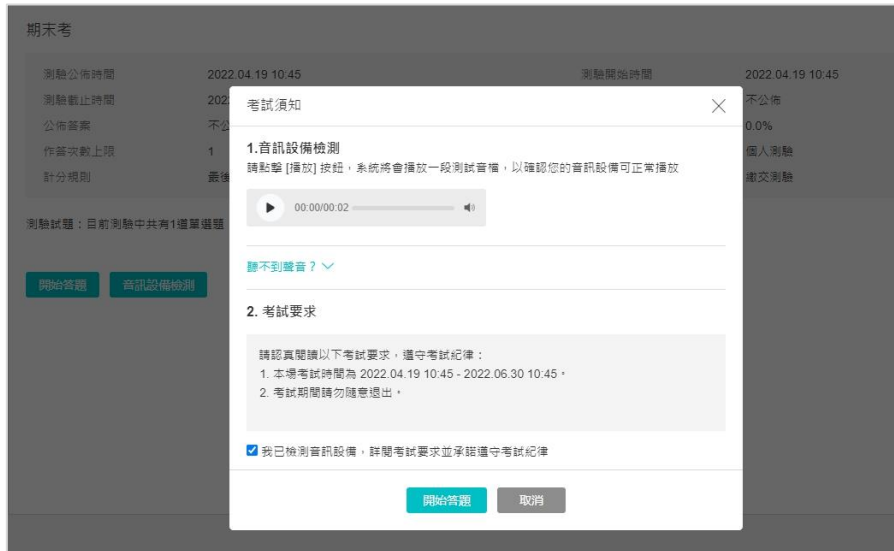 期末考
測驗公佈時間 2022.04.19 10:45 測驗開始時間 2022.04.19 10:45
測驗截止時間 202 不公佈
公佈答案 不公 0.0%
作答次數上限 1 個人測驗
計分規則 最後 繳交測驗
測驗試題：目前測驗中共有1道單選題
開始答題 音訊設備檢測
考試須知
1.音訊設備檢測
請點擊 [播放] 按鈕，系統將會播放一段測試音檔，以確認您的音訊設備可正常播放
00:00/00:02
聽不到聲音？
2. 考試要求
請認真閱讀以下考試要求，遵守考試紀律：
1. 本場考試時間為 2022.04.19 10:45 - 2022.06.30 10:45。
2. 考試期間請勿隨意退出。
我已檢測音訊設備，詳閱考試要求並承諾遵守考試紀律
開始答題 取消